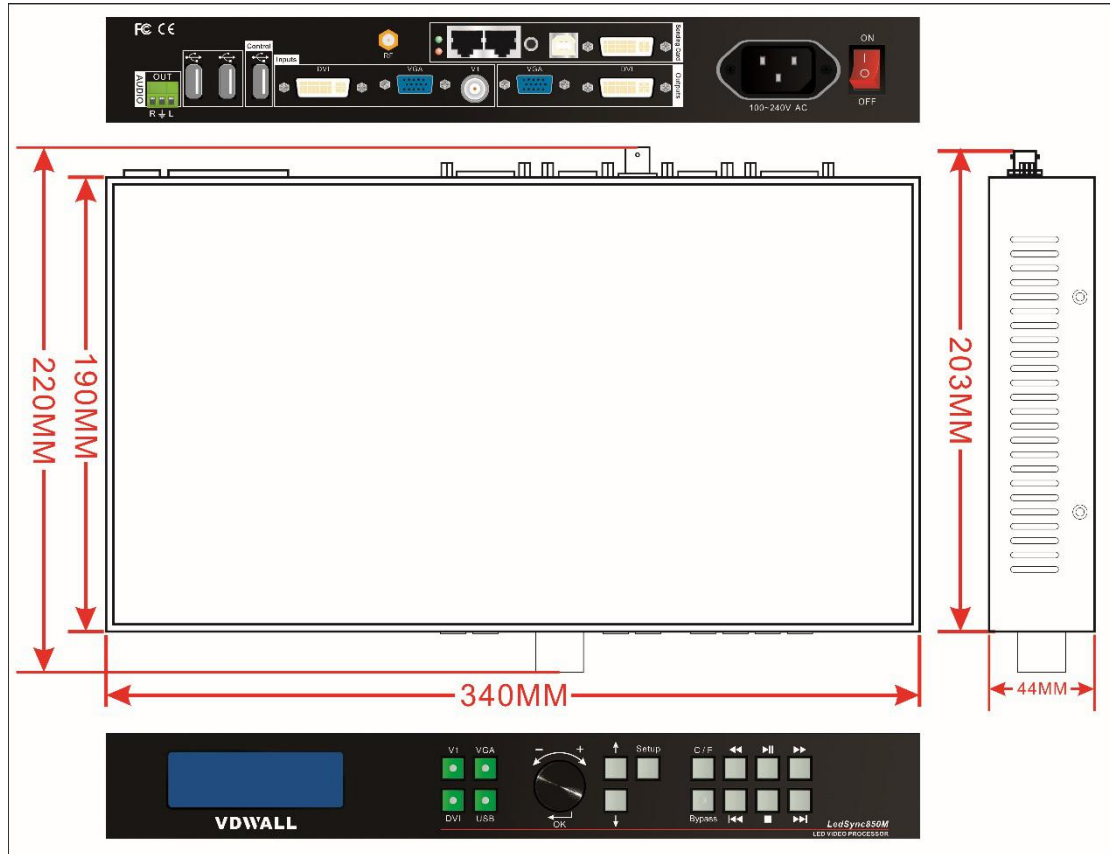 FC CE
RF
Sending Card
ON
Control
Inputs
DVI
VGA
V1
VGA
DVI
Outputs
AUDIO
OUT
R L
100~240V AC
OFF
220MM
190MM
203MM
340MM
44MM
V1 VGA
DVI USB
- +
OK
Setup
C / F
Bypass
VDWALL
LedSync850M
LED VIDEO PROCESSOR